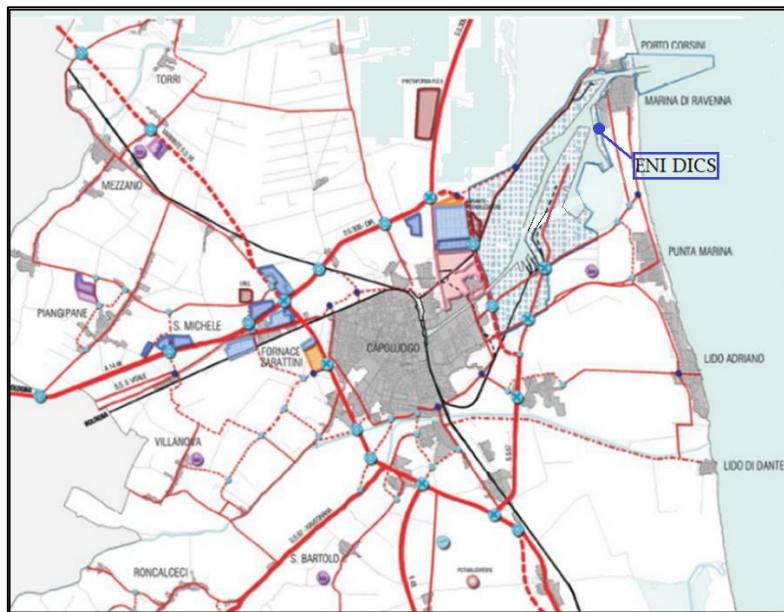 PORTO CORSINI
TORRI
MARINA DI RAVENNA
ENI DICS
MEZZANO
PUNTA MARINA
PIANGIPANE
S. MICHELE
CAPOLUOGO
FORNACE
ZARATTINI
LIDO ADRIANO
BOLOGNA
VILLANOVA
LIDO DI DANTE
S. BARTOLO
RONCALCECI